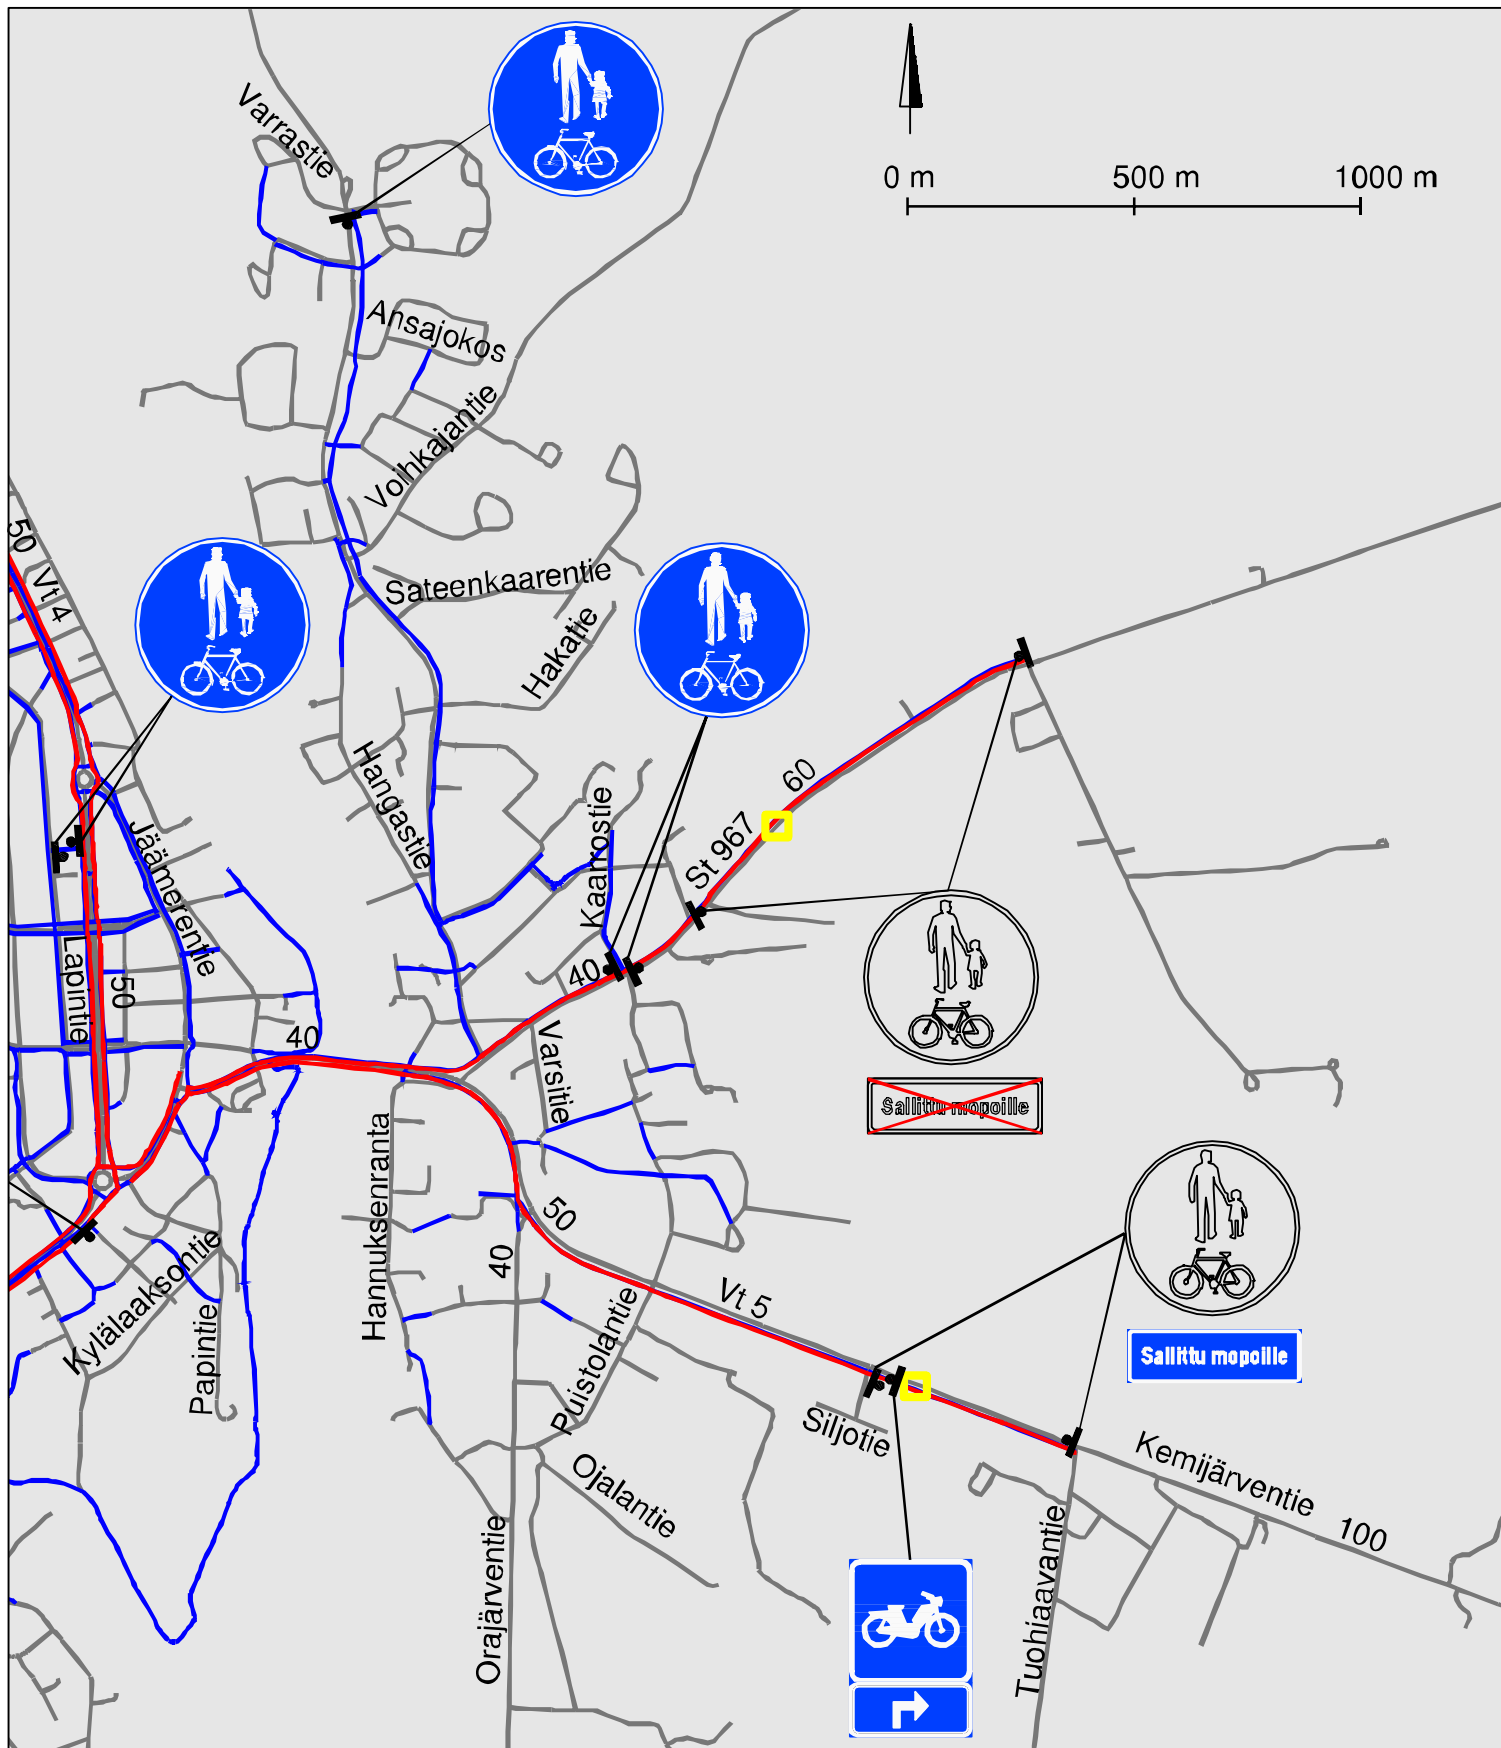 Varrastie
0 m
500 m
1000 m
Ansajokos
Voihkajantie
50
Vt 4
Sateenkaarentie
Hakatie
Hangastie
60
Kaarrostie
St 967
Jäämerentie
Lapintie
50
40
40
Varsitie
Sallittu mopoille
Hannuksenranta
50
40
Kylälaaksontie
Papintie
Vt 5
Puistolantie
Sallittu mopoille
Siljotie
Kemijärventie
100
Ojalantie
Orajärventie
Tuohiaavantie